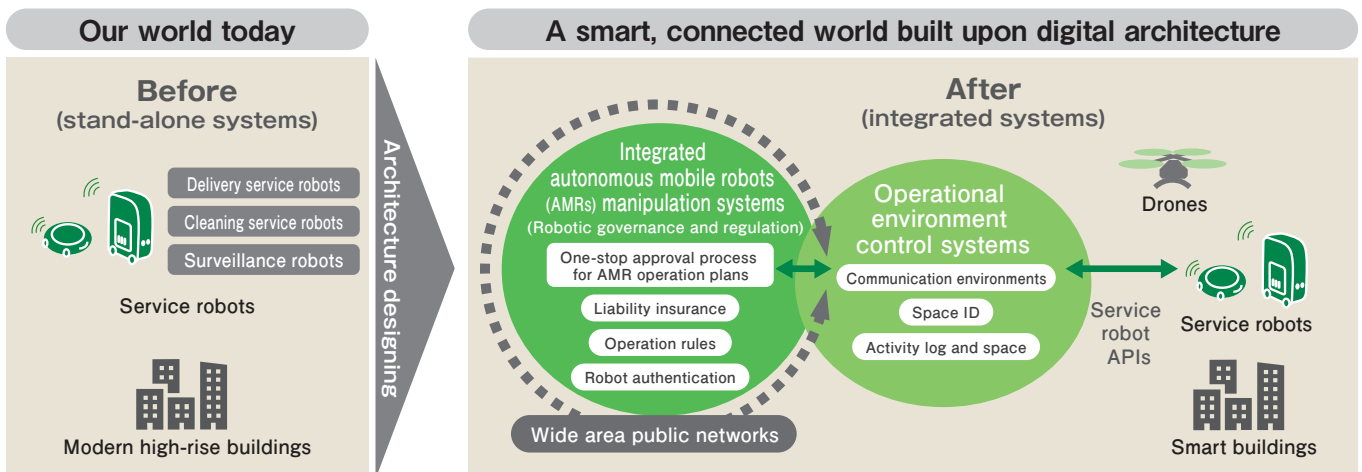 Our world today
Before
(stand-alone systems)
Delivery service robots
Cleaning service robots
Surveillance robots
Service robots
Modern high-rise buildings
Architecture designing
A smart, connected world built upon digital architecture
After
(integrated systems)
Integrated
autonomous mobile robots
(AMRs) manipulation systems
(Robotic governance and regulation)
One-stop approval process
for AMR operation plans
Liability insurance
Operation rules
Robot authentication
Wide area public networks
Operational
environment
control systems
Communication environments
Space ID
Activity log and space
Drones
Service
robot
APIs
Service robots
Smart buildings